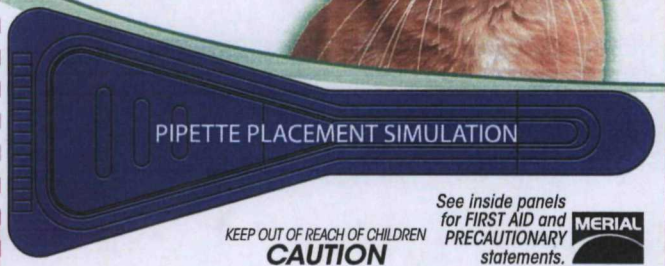 PIPETTE PLACEMENT SIMULATION
KEEP OUT OF REACH OF CHILDREN
CAUTION
See inside panels
for FIRST AID and
PRECAUTIONARY
statements.
MERIAL